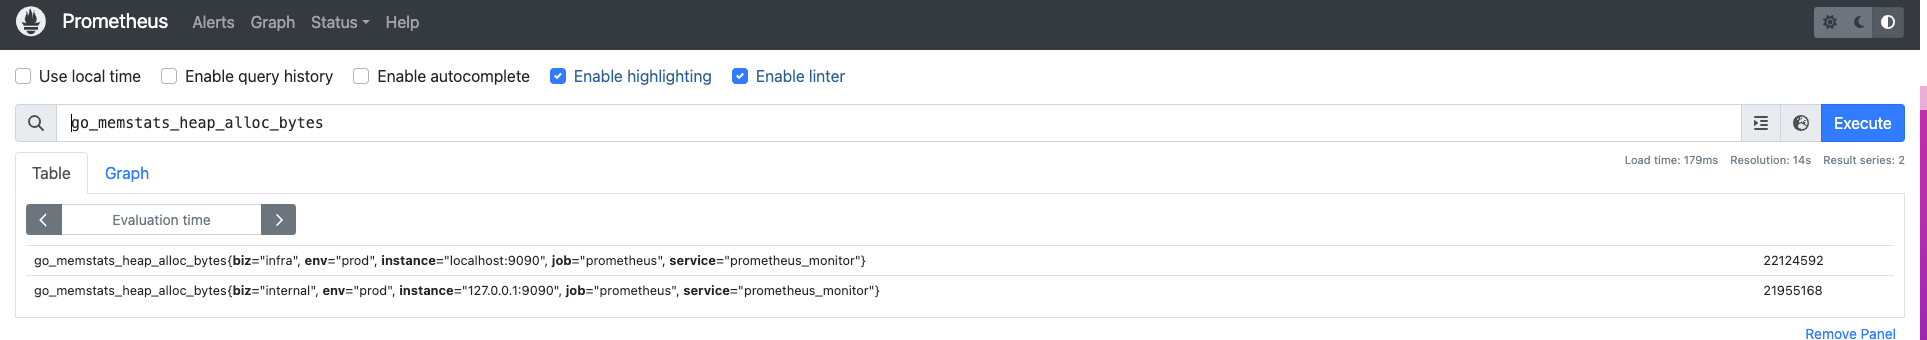 Prometheus Alerts Graph Status Help
Use local time Enable query history Enable autocomplete Enable highlighting Enable linter
go_memstats_heap_alloc_bytes Execute
Table Graph Load time: 179ms Resolution: 14s Result series: 2
Evaluation time
go_memstats_heap_alloc_bytes{biz="infra", env="prod", instance="localhost:9090", job="prometheus", service="prometheus_monitor"} 22124592
go_memstats_heap_alloc_bytes{biz="internal", env="prod", instance="127.0.0.1:9090", job="prometheus", service="prometheus_monitor"} 21955168
Remove Panel